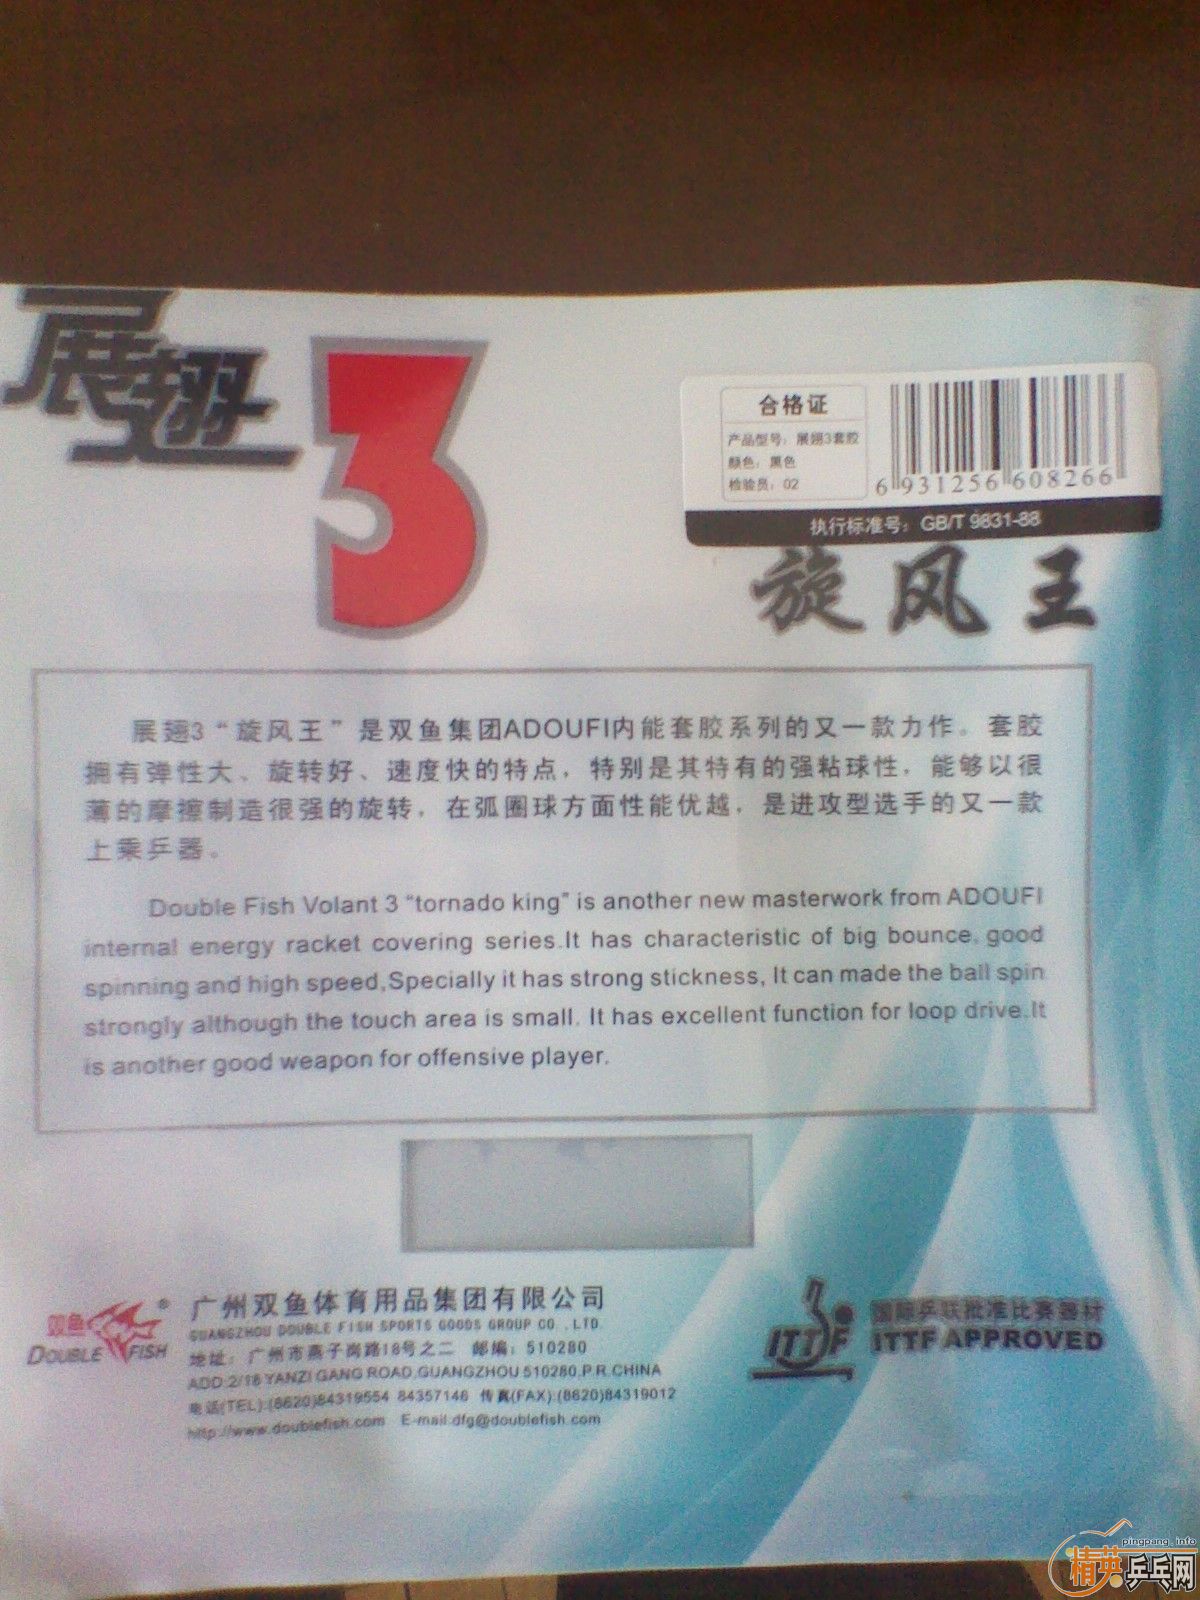 展翅
3
合格证
产品型号：展翅3套胶
颜色：黑色
检验员：02
6 931256 608266
执行标准号：GB/T 9831-88
旋风王
展翅3“旋风王”是双鱼集团ADOUFI内能套胶系列的又一款力作。套胶
拥有弹性大、旋转好、速度快的特点，特别是其特有的强粘球性，能够以很
薄的摩擦制造很强的旋转，在弧圈球方面性能优越，是进攻型选手的又一款
上乘乒器。
Double Fish Volant 3 “tornado king” is another new masterwork from ADOUFI
internal energy racket covering series.It has characteristic of big bounce, good
spinning and high speed,Specially it has strong stickness, It can made the ball spin
strongly although the touch area is small. It has excellent function for loop drive.It
is another good weapon for offensive player.
双鱼
DOUBLE FISH
®
广州双鱼体育用品集团有限公司
GUANGZHOU DOUBLE FISH SPORTS GOODS GROUP CO.,LTD.
地址：广州市燕子岗路18号之二 邮编：510280
ADD:2/18 YANZI GANG ROAD,GUANGZHOU 510280,P.R.CHINA
电话(TEL):(8620)84319554 84357146 传真(FAX):(8620)84319012
http://www.doublefish.com E-mail.dfg@doublefish.com
ITTF
国际乒联批准比赛器材
ITTF APPROVED
pingpang.info
精英乒乓网